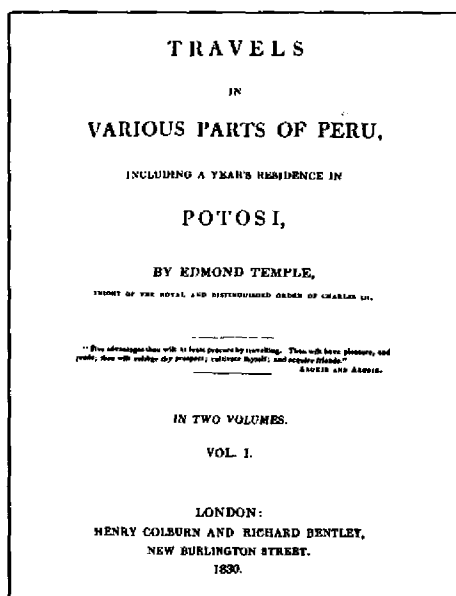 TRAVELS
IN
VARIOUS PARTS OF PERU,
INCLUDING A YEAR'S RESIDENCE IN
POTOSI,
BY EDMOND TEMPLE,
KNIGHT OF THE ROYAL AND DISTINGUISHED ORDER OF CHARLES III.
"Five advantages thou wilt at least procure by travelling. Thou wilt have pleasure, and
profit; thou wilt enlarge thy prospect; cultivate thyself; and acquire friends."
IN TWO VOLUMES.
VOL. I.
LONDON:
HENRY COLBURN AND RICHARD BENTLEY,
NEW BURLINGTON STREET.
1830.